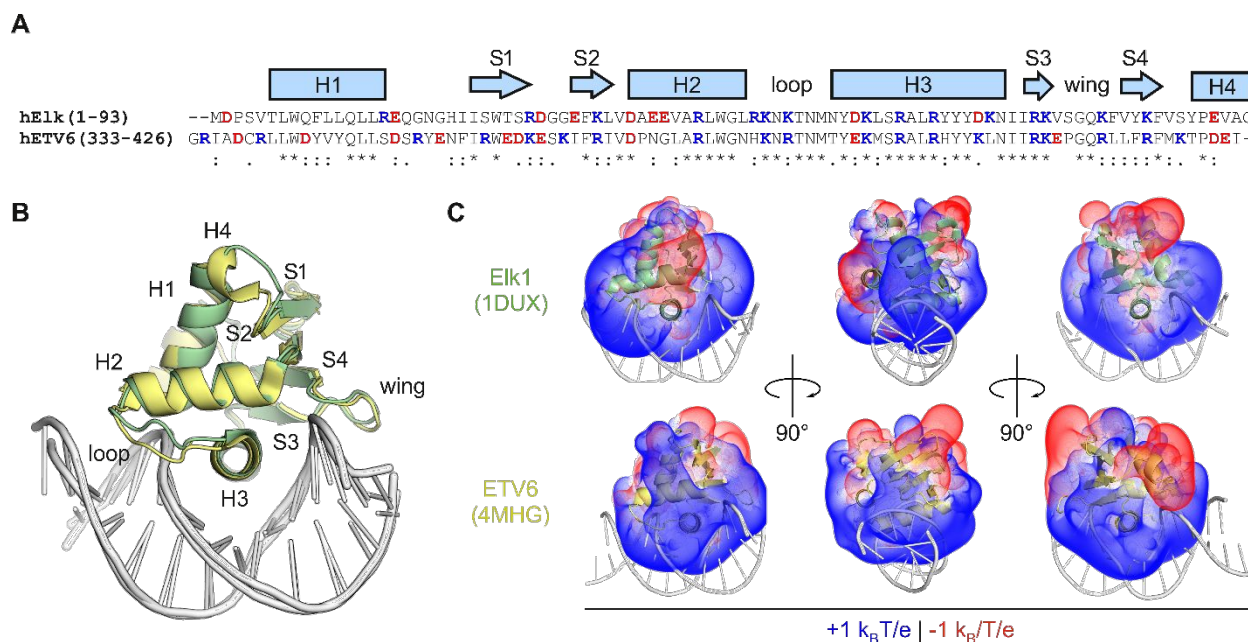 A
S1 S2 S3 S4
H1 H2 loop H3 wing H4
hElk(1-93) --MDPSVTLWQFLLQLLREQGNGHIISWTSRDGGEFKLVDAEEVARLWGLRKNKTNMNYDKLSRALRYYYDKNIIRKVSGQKFVYKFVSYPEVAG
hETV6(333-426) GRIADCRLLWDYVYQLLSDSRYENFIRWEDKESKIFRIVDPNGLARLWGNHKNRTNMTYEKMSRALRHYYKLNIIRKEPGQRLLFRFMKTPDEI-
B
H4
H1
S1
S2
H2
S4
wing
loop
S3
H3
C
Elk1
(1DUX)
90° 90°
ETV6
(4MHG)
+1 kBT/e | -1 kB/T/e